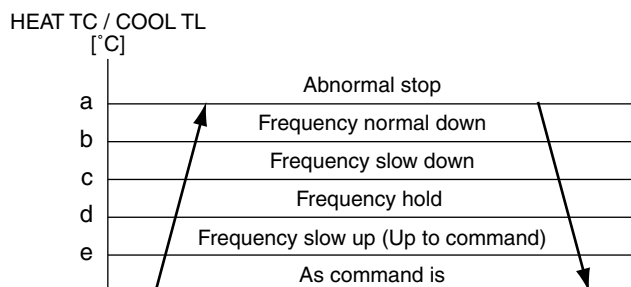 HEAT TC / COOL TL
[˚C]
Abnormal stop
a
Frequency normal down
b
Frequency slow down
c
Frequency hold
d
Frequency slow up (Up to command)
e
As command is